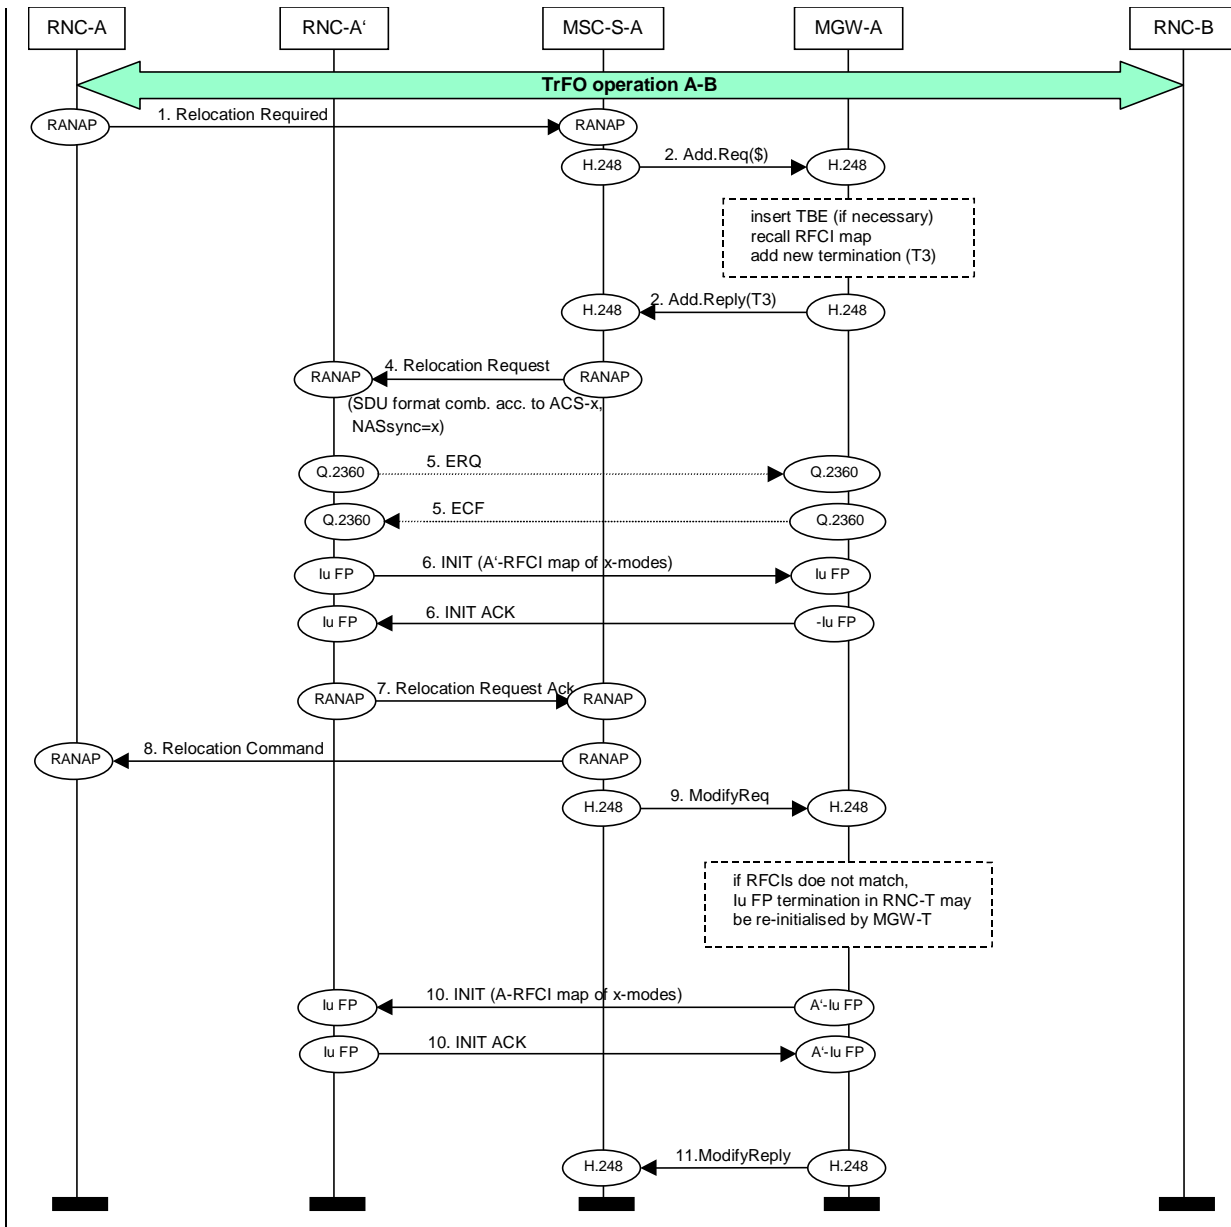 RNC-A
RNC-A‘
MSC-S-A
MGW-A
RNC-B
TrFO operation A-B
RANAP
1. Relocation Required
RANAP
H.248
2. Add.Req($)
H.248
insert TBE (if necessary)
recall RFCI map
add new termination (T3)
H.248
2. Add.Reply(T3)
H.248
RANAP
4. Relocation Request
RANAP
(SDU format comb. acc. to ACS-x,
NASsync=x)
Q.2360
5. ERQ
Q.2360
Q.2360
5. ECF
Q.2360
Iu FP
6. INIT (A‘-RFCI map of x-modes)
Iu FP
Iu FP
6. INIT ACK
-Iu FP
RANAP
7. Relocation Request Ack
RANAP
RANAP
8. Relocation Command
RANAP
H.248
9. ModifyReq
H.248
if RFCIs doe not match,
Iu FP termination in RNC-T may
be re-initialised by MGW-T
Iu FP
10. INIT (A-RFCI map of x-modes)
A‘-Iu FP
Iu FP
10. INIT ACK
A‘-Iu FP
H.248
11.ModifyReply
H.248